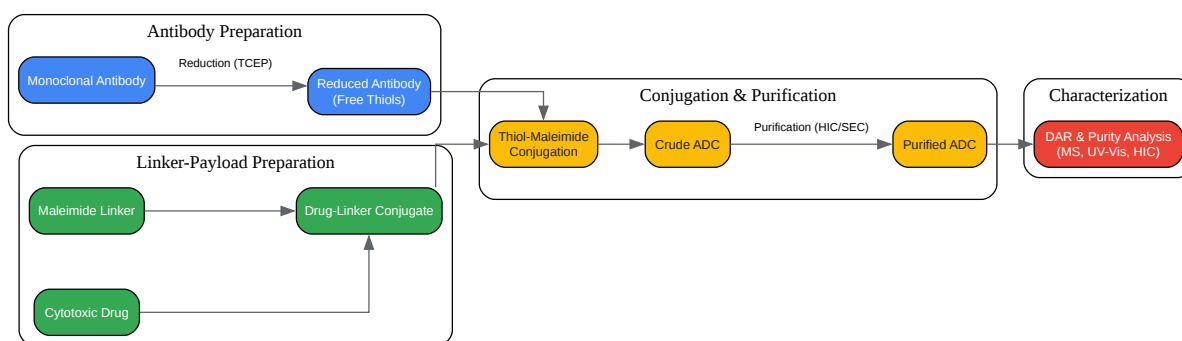 Antibody Preparation
Monoclonal Antibody
Reduction (TCEP)
Reduced Antibody
(Free Thiols)
Linker-Payload Preparation
Maleimide Linker
Drug-Linker Conjugate
Cytotoxic Drug
Conjugation & Purification
Thiol-Maleimide
Conjugation
Crude ADC
Purification (HIC/SEC)
Purified ADC
Characterization
DAR & Purity Analysis
(MS, UV-Vis, HIC)